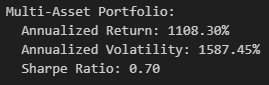 Multi-Asset Portfolio:
Annualized Return: 1108.30%
Annualized Volatility: 1587.45%
Sharpe Ratio: 0.70